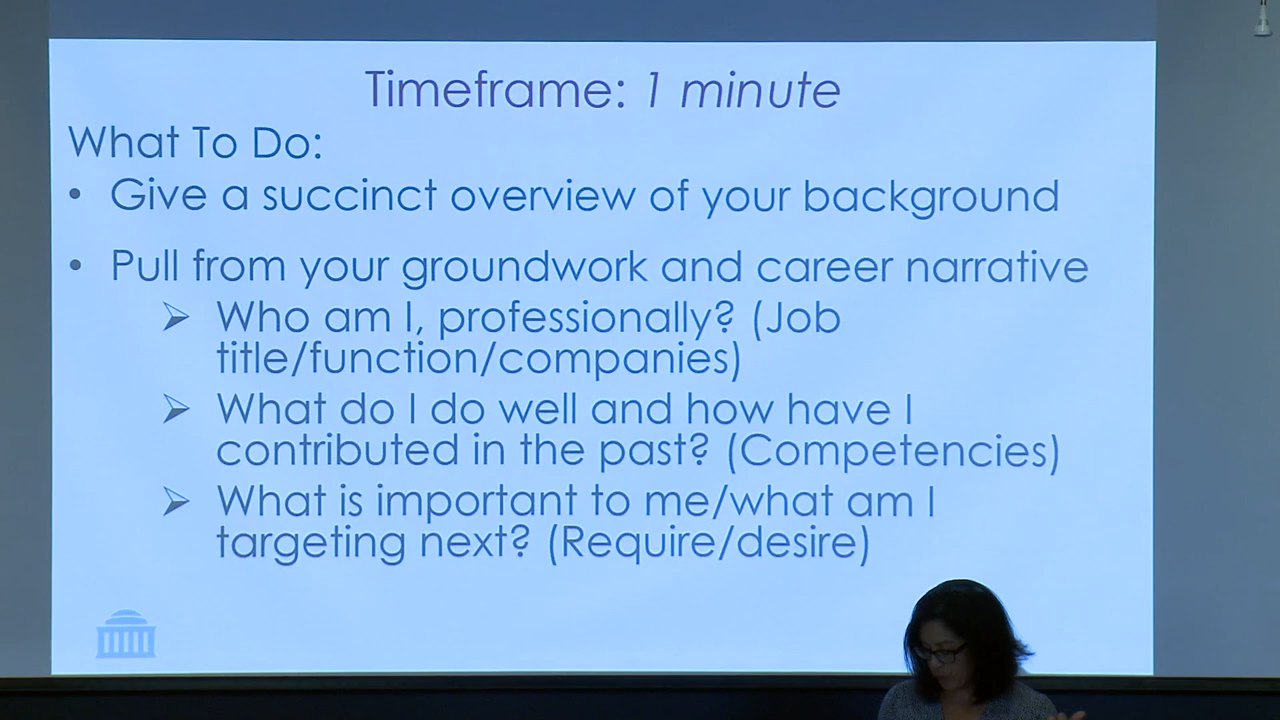 Timeframe: 1 minute
What To Do:
• Give a succinct overview of your background
• Pull from your groundwork and career narrative
➢ Who am I, professionally? (Job
title/function/companies)
➢ What do I do well and how have I
contributed in the past? (Competencies)
➢ What is important to me/what am I
targeting next? (Require/desire)